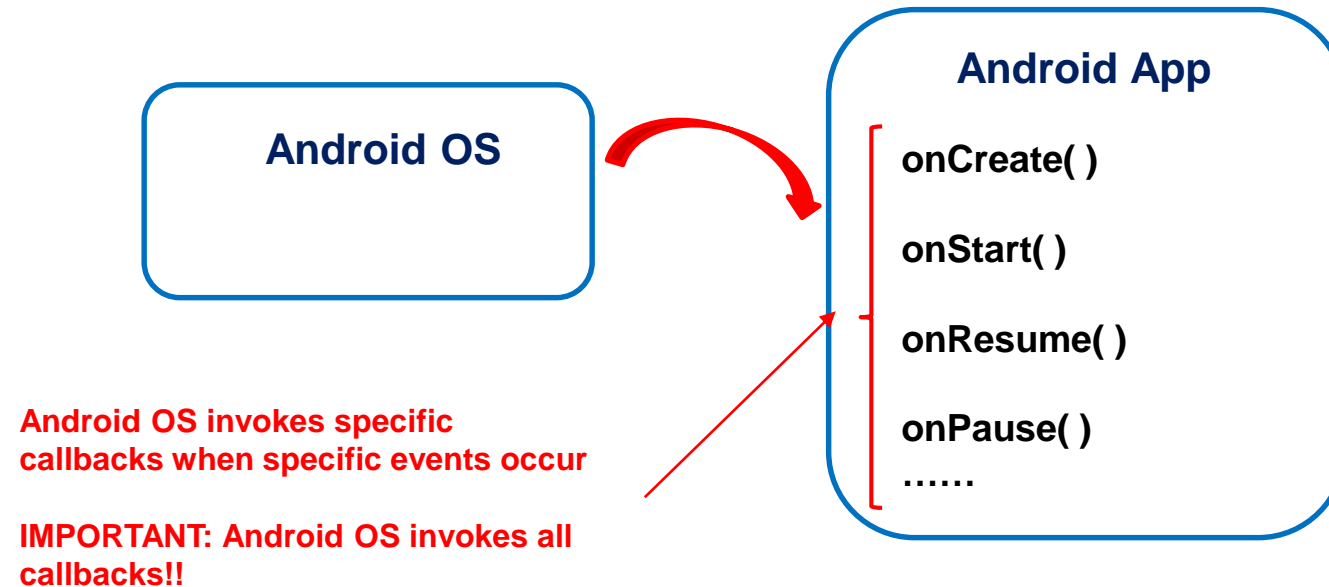 Android OS
Android App
onCreate( )
onStart( )
onResume( )
onPause( )
……
Android OS invokes specific
callbacks when specific events occur
IMPORTANT: Android OS invokes all
callbacks!!